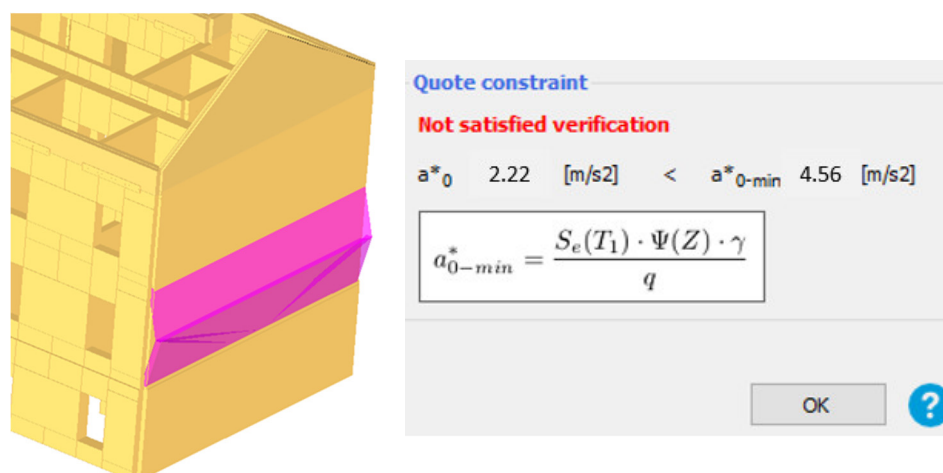 Quote constraint
Not satisfied verification
a*0 2.22 [m/s2] < a*0-min 4.56 [m/s2]
a*0−min = Se(T1) · Ψ(Z) · γ / q
OK
?